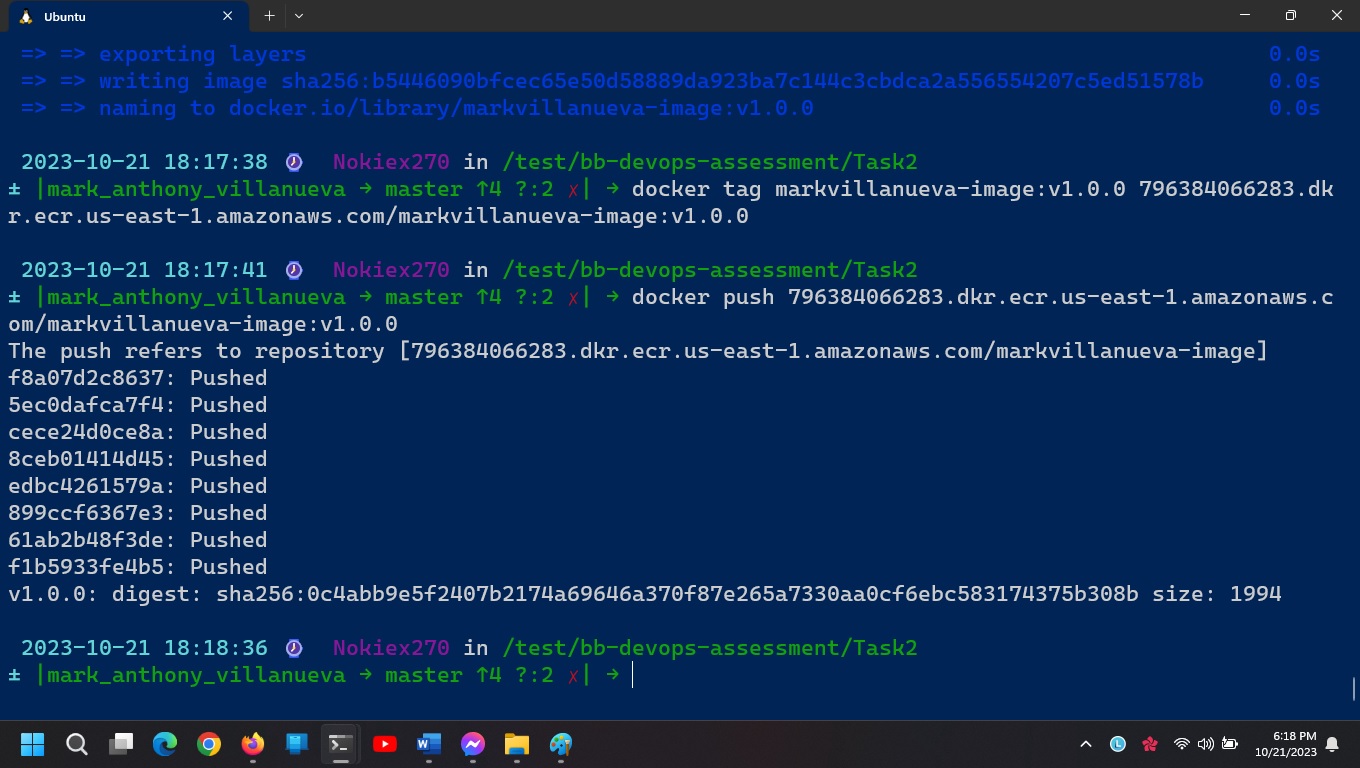 Ubuntu
=> => exporting layers 0.0s
=> => writing image sha256:b5446090bfcec65e50d58889da923ba7c144c3cbdca2a556554207c5ed51578b 0.0s
=> => naming to docker.io/library/markvillanueva-image:v1.0.0 0.0s
2023-10-21 18:17:38 Nokiex270 in /test/bb-devops-assessment/Task2
± |mark_anthony_villanueva → master ↑4 ?:2 ✗| → docker tag markvillanueva-image:v1.0.0 796384066283.dk
r.ecr.us-east-1.amazonaws.com/markvillanueva-image:v1.0.0
2023-10-21 18:17:41 Nokiex270 in /test/bb-devops-assessment/Task2
± |mark_anthony_villanueva → master ↑4 ?:2 ✗| → docker push 796384066283.dkr.ecr.us-east-1.amazonaws.c
om/markvillanueva-image:v1.0.0
The push refers to repository [796384066283.dkr.ecr.us-east-1.amazonaws.com/markvillanueva-image]
f8a07d2c8637: Pushed
5ec0dafca7f4: Pushed
cece24d0ce8a: Pushed
8ceb01414d45: Pushed
edbc4261579a: Pushed
899ccf6367e3: Pushed
61ab2b48f3de: Pushed
f1b5933fe4b5: Pushed
v1.0.0: digest: sha256:0c4abb9e5f2407b2174a69646a370f87e265a7330aa0cf6ebc583174375b308b size: 1994
2023-10-21 18:18:36 Nokiex270 in /test/bb-devops-assessment/Task2
± |mark_anthony_villanueva → master ↑4 ?:2 ✗| →
6:18 PM
10/21/2023